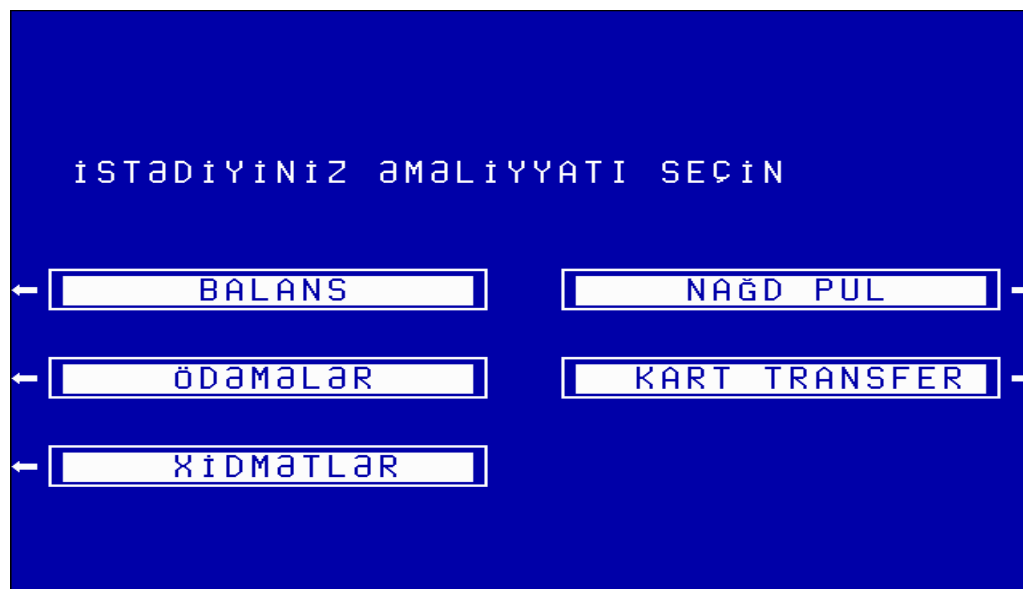 İSTƏDİYİNİZ ƏMƏLİYYATI SEÇİN
BALANS
NAĞD PUL
ÖDƏMƏLƏR
KART TRANSFER
XİDMƏTLƏR